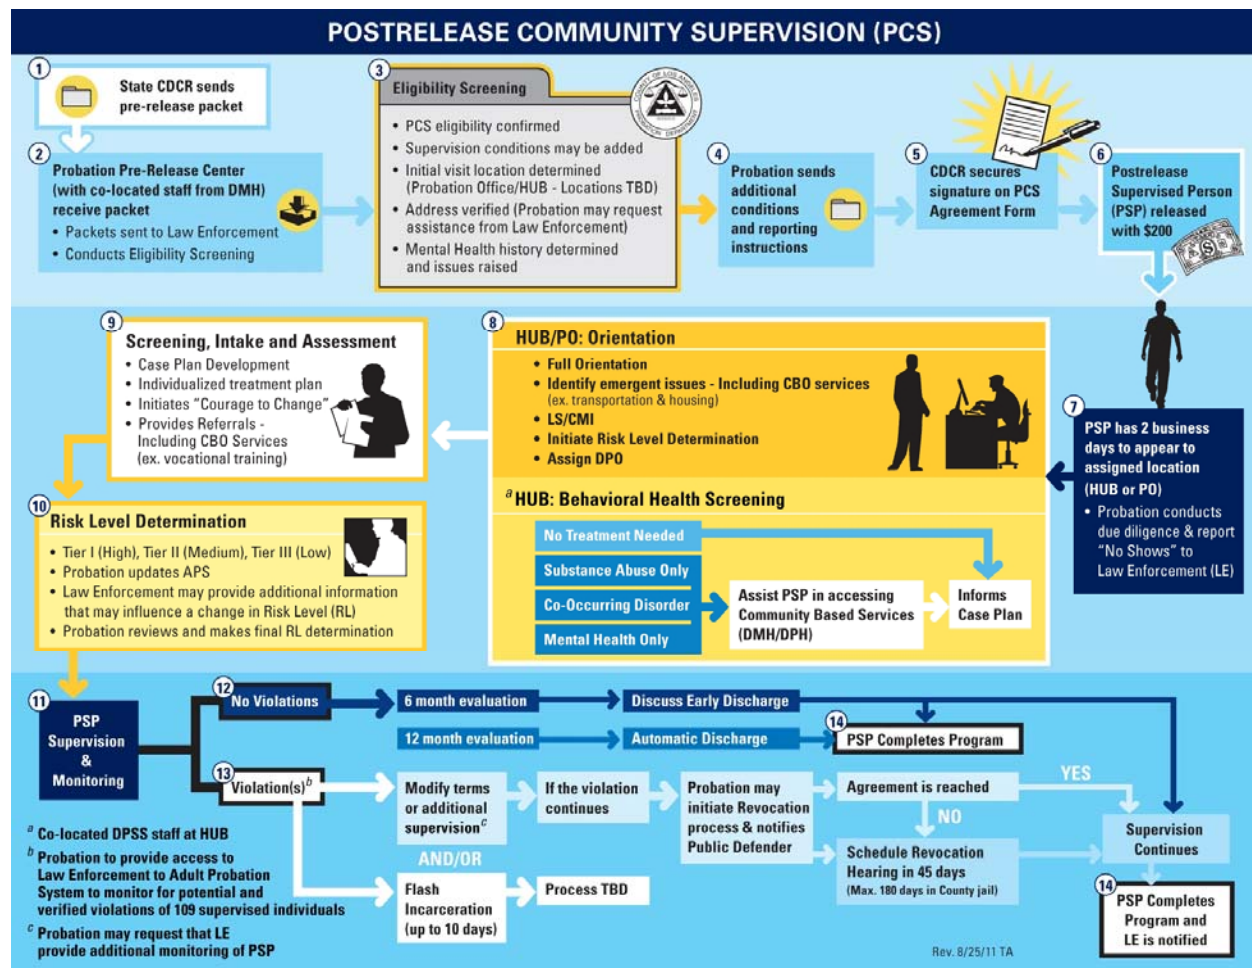 POSTRELEASE COMMUNITY SUPERVISION (PCS)
1
State CDCR sends
pre-release packet
2
Probation Pre-Release Center
(with co-located staff from DMH)
receive packet
• Packets sent to Law Enforcement
• Conducts Eligibility Screening
3
Eligibility Screening
• PCS eligibility confirmed
• Supervision conditions may be added
• Initial visit location determined
(Probation Office/HUB - Locations TBD)
• Address verified (Probation may request
assistance from Law Enforcement)
• Mental Health history determined
and issues raised
COUNTY OF LOS ANGELES
PROBATION DEPARTMENT
4
Probation sends
additional
conditions
and reporting
instructions
5
CDCR secures
signature on PCS
Agreement Form
6
Postrelease
Supervised Person
(PSP) released
with $200
$
7
PSP has 2 business
days to appear to
assigned location
(HUB or PO)
• Probation conducts
due diligence & report
“No Shows” to
Law Enforcement (LE)
8
HUB/PO: Orientation
• Full Orientation
• Identify emergent issues - Including CBO services
(ex. transportation & housing)
• LS/CMI
• Initiate Risk Level Determination
• Assign DPO
a HUB: Behavioral Health Screening
No Treatment Needed
Substance Abuse Only
Co-Occurring Disorder
Mental Health Only
Assist PSP in accessing
Community Based Services
(DMH/DPH)
Informs
Case Plan
9
Screening, Intake and Assessment
• Case Plan Development
• Individualized treatment plan
• Initiates “Courage to Change”
• Provides Referrals -
Including CBO Services
(ex. vocational training)
10
Risk Level Determination
• Tier I (High), Tier II (Medium), Tier III (Low)
• Probation updates APS
• Law Enforcement may provide additional information
that may influence a change in Risk Level (RL)
• Probation reviews and makes final RL determination
11
PSP
Supervision
&
Monitoring
12
No Violations
6 month evaluation
Discuss Early Discharge
12 month evaluation
Automatic Discharge
14
PSP Completes Program
13
Violation(s)b
Modify terms
or additional
supervisionc
If the violation
continues
Probation may
initiate Revocation
process & notifies
Public Defender
Agreement is reached
YES
NO
Schedule Revocation
Hearing in 45 days
(Max. 180 days in County jail)
Supervision
Continues
14
PSP Completes
Program and
LE is notified
AND/OR
Flash
Incarceration
(up to 10 days)
Process TBD
a Co-located DPSS staff at HUB
b Probation to provide access to
Law Enforcement to Adult Probation
System to monitor for potential and
verified violations of 109 supervised individuals
c Probation may request that LE
provide additional monitoring of PSP
Rev. 8/25/11 TA